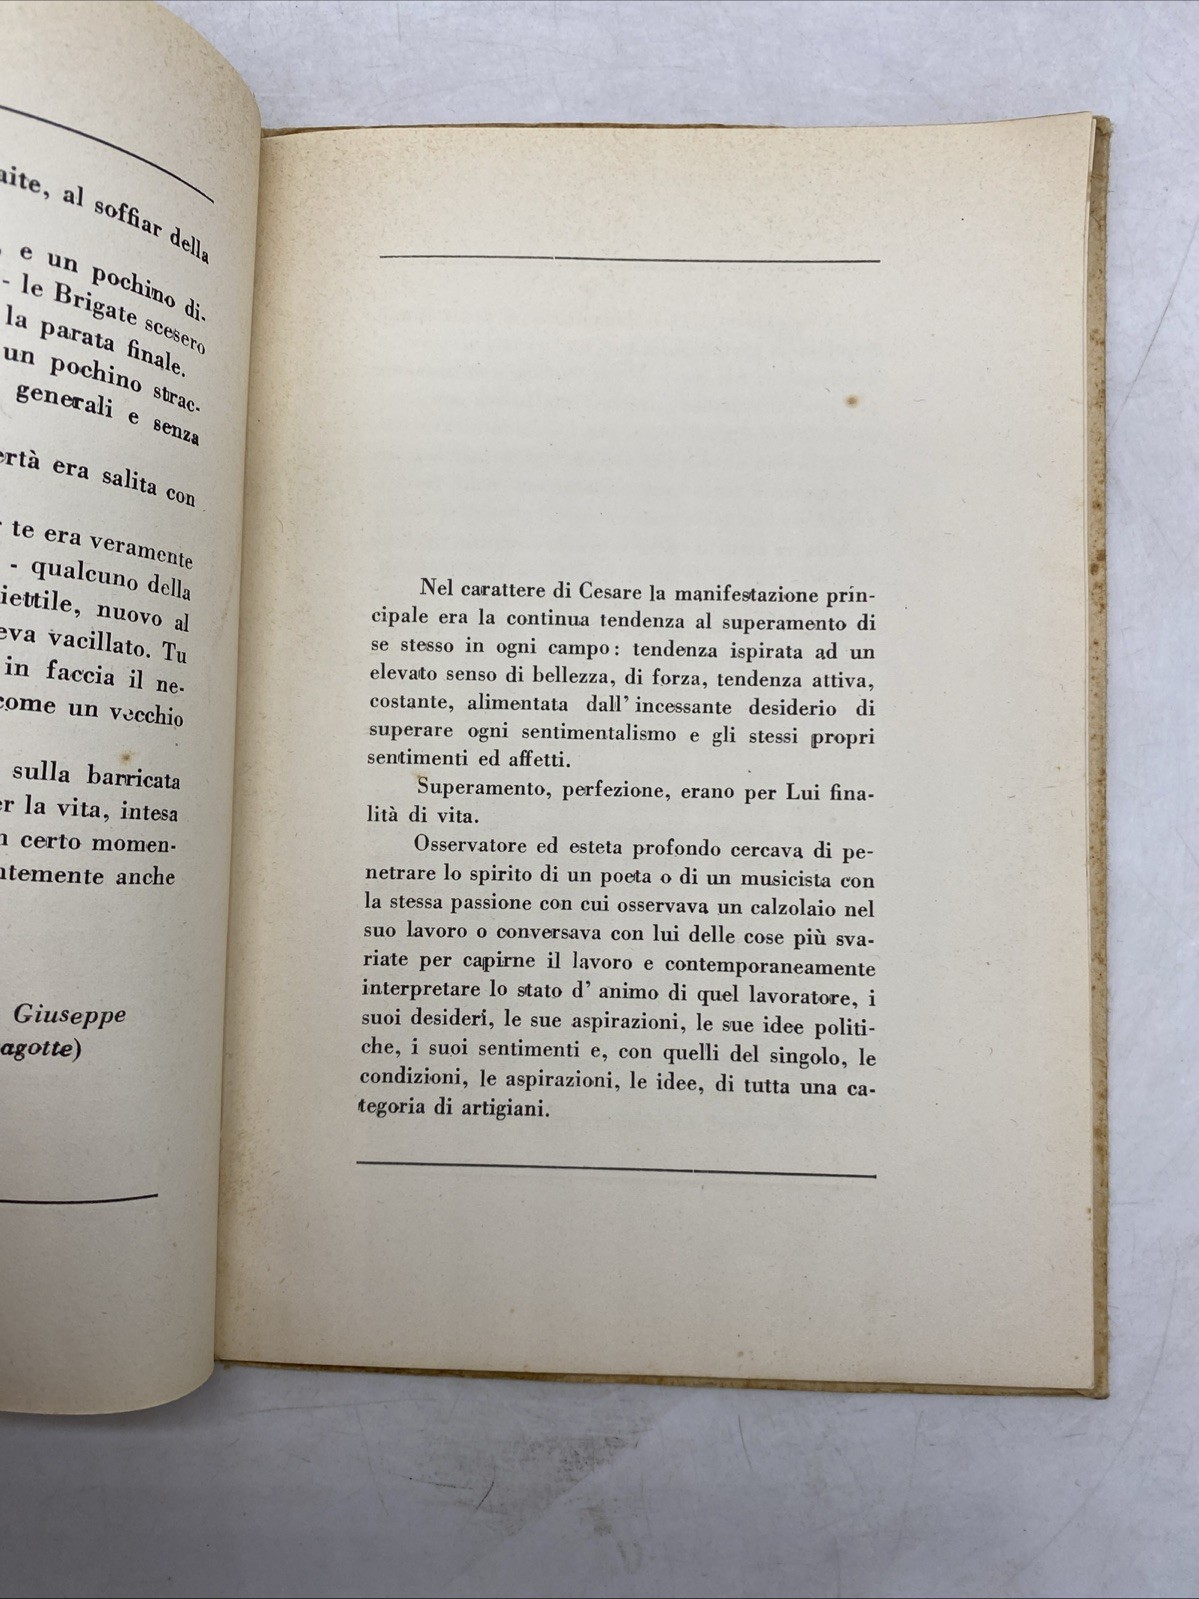 aite, al soffiar della
, e un pochino di-
- le Brigate scesero
la parata finale.
un pochino strac-
generali e senza
ertà era salita con
te era veramente
- qualcuno della
iettile, nuovo al
eva vacillato. Tu
in faccia il ne-
come un vecchio
sulla barricata
er la vita, intesa
n certo momen-
ntemente anche
Giuseppe
agotte)
Nel carattere di Cesare la manifestazione prin-
cipale era la continua tendenza al superamento di
se stesso in ogni campo: tendenza ispirata ad un
elevato senso di bellezza, di forza, tendenza attiva,
costante, alimentata dall' incessante desiderio di
superare ogni sentimentalismo e gli stessi propri
sentimenti ed affetti.
Superamento, perfezione, erano per Lui fina-
lità di vita.
Osservatore ed esteta profondo cercava di pe-
netrare lo spirito di un poeta o di un musicista con
la stessa passione con cui osservava un calzolaio nel
suo lavoro o conversava con lui delle cose più sva-
riate per capirne il lavoro e contemporaneamente
interpretare lo stato d' animo di quel lavoratore, i
suoi desideri, le sue aspirazioni, le sue idee politi-
che, i suoi sentimenti e, con quelli del singolo, le
condizioni, le aspirazioni, le idee, di tutta una ca-
tegoria di artigiani.